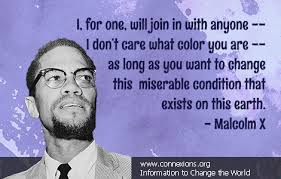 I, for one, will join in with anyone --
I don't care what color you are --
as long as you want to change
this miserable condition that
exists on this earth.
– Malcolm X
www.connexions.org
Information to Change the World